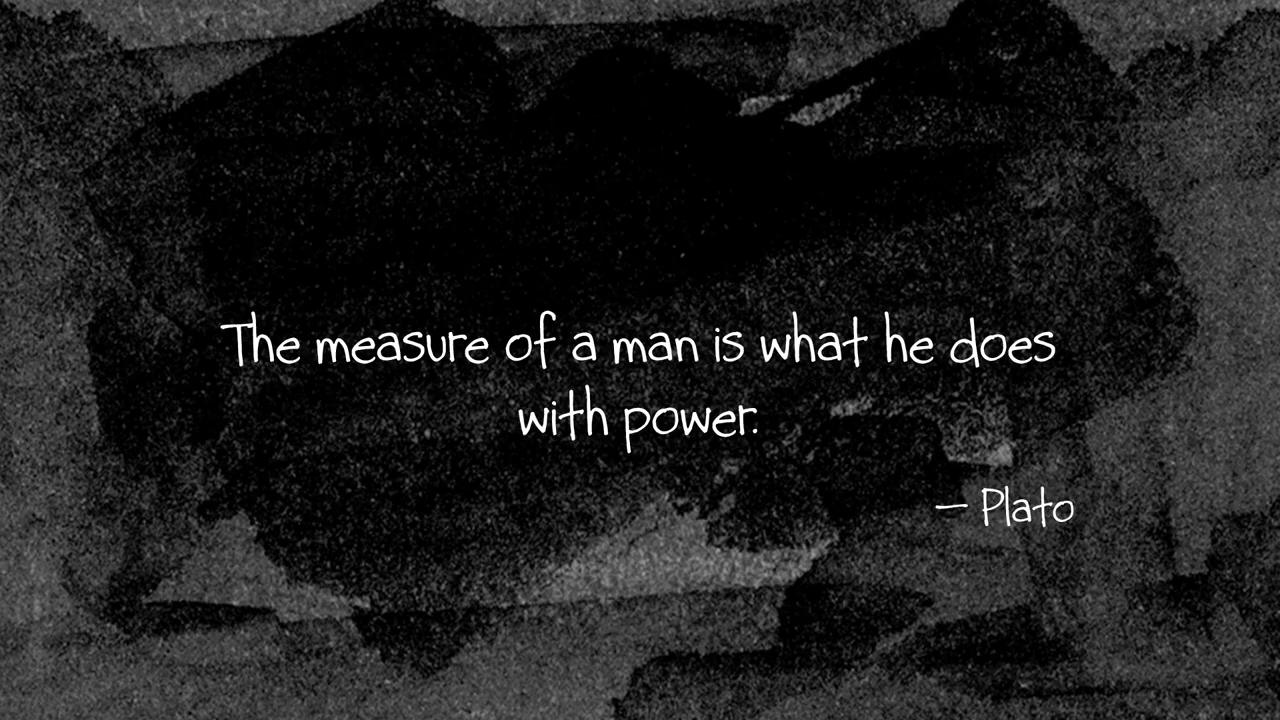 The measure of a man is what he does
with power.
— Plato